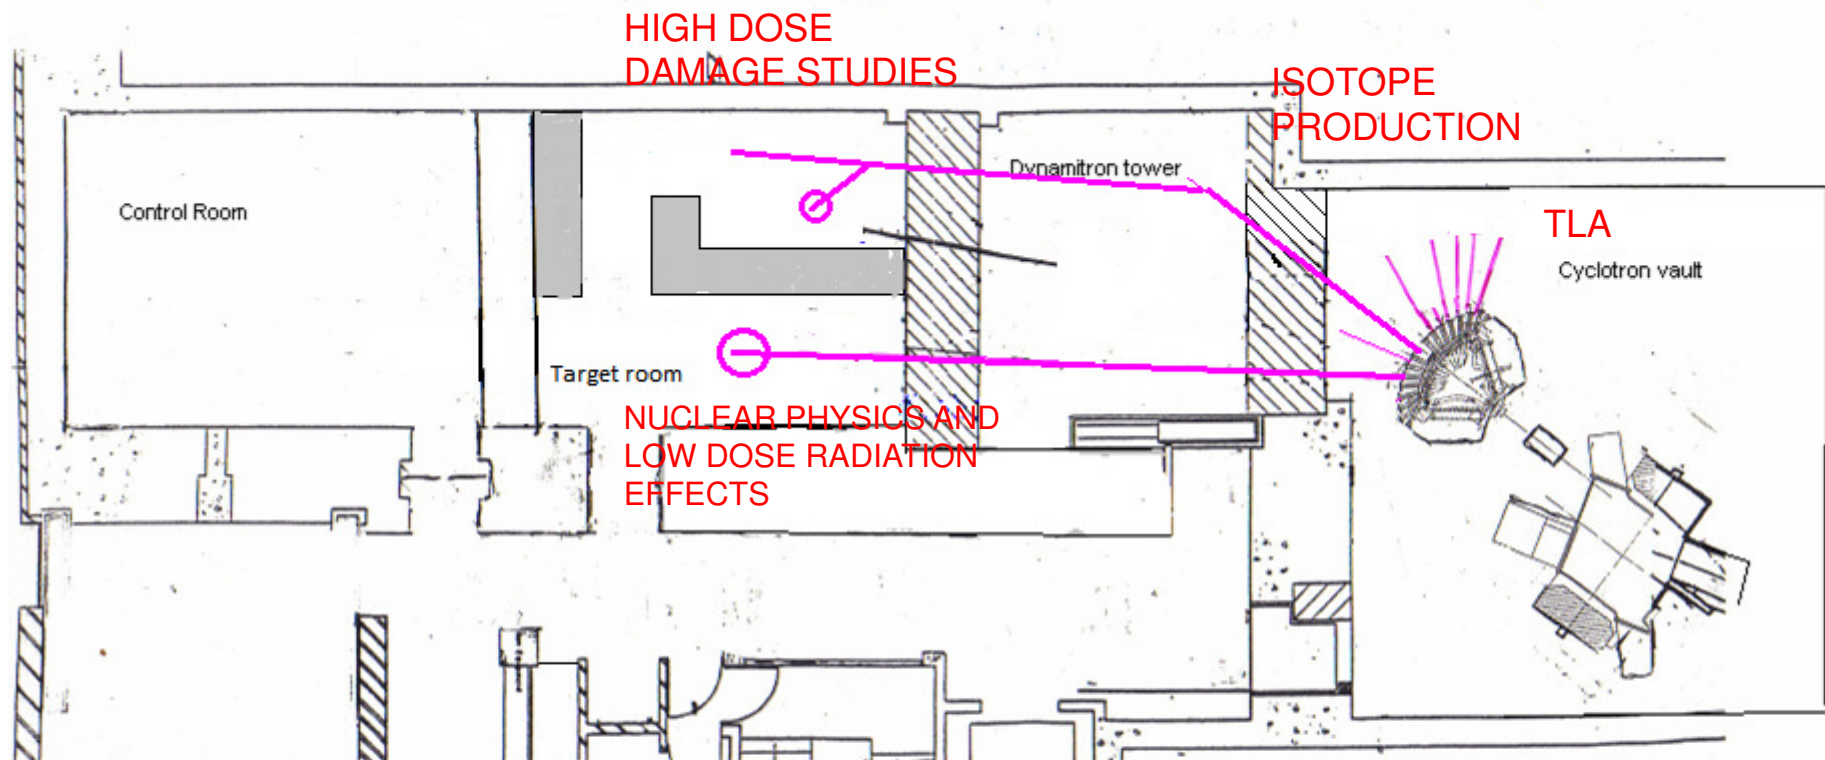 HIGH DOSE
DAMAGE STUDIES
ISOTOPE
PRODUCTION
Dynamitron tower
Control Room
TLA
Cyclotron vault
Target room
NUCLEAR PHYSICS AND
LOW DOSE RADIATION
EFFECTS